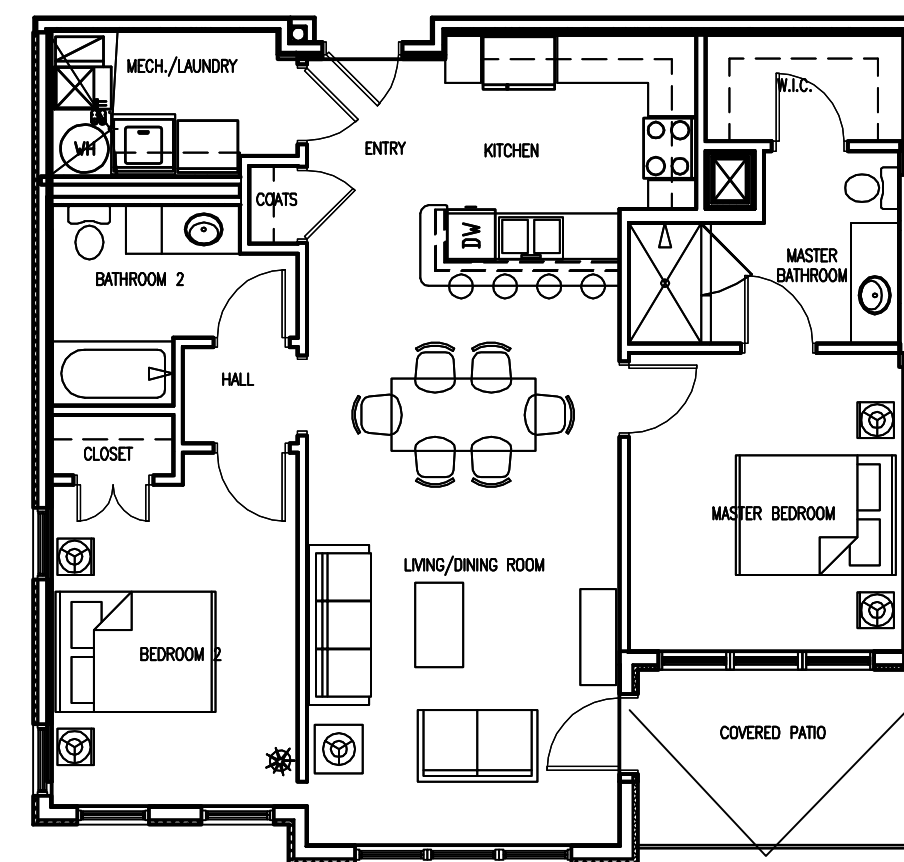 MECH./LAUNDRY
W.I.C.
WH
ENTRY
KITCHEN
COATS
DW
BATHROOM 2
MASTER
BATHROOM
HALL
CLOSET
MASTER BEDROOM
LIVING/DINING ROOM
BEDROOM 2
COVERED PATIO